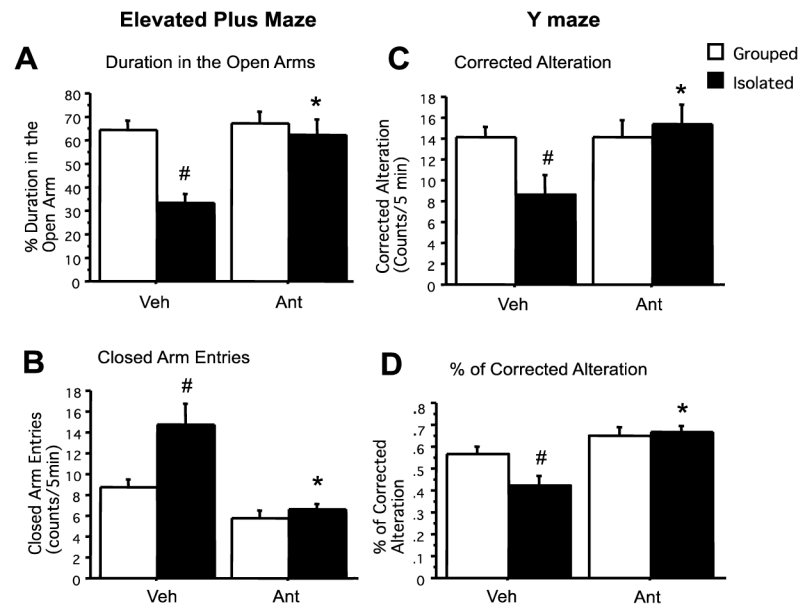 Elevated Plus Maze
Y maze
Grouped
Isolated
A
Duration in the Open Arms
% Duration in the
Open Arm
80
70
60
50
40
30
20
10
0
#
*
Veh
Ant
C
Corrected Alteration
Corrected Alteration
(Counts/5 min)
18
16
14
12
10
8
6
4
2
0
#
*
Veh
Ant
B
Closed Arm Entries
Closed Arm Entries
(counts/5min)
18
16
14
12
10
8
6
4
2
0
#
*
Veh
Ant
D
% of Corrected Alteration
% of Corrected
Alteration
.8
.7
.6
.5
.4
.3
.2
.1
0
#
*
Veh
Ant